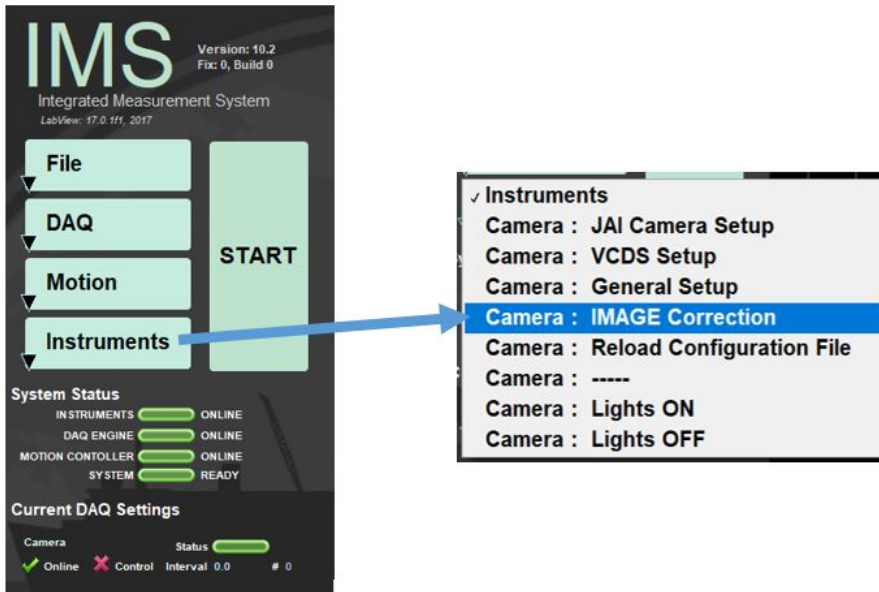 IMS
Version: 10.2
Fix: 0, Build 0
Integrated Measurement System
LabView: 17.0.1f1, 2017
File
DAQ
Motion
Instruments
START
System Status
INSTRUMENTS ONLINE
DAQ ENGINE ONLINE
MOTION CONTOLLER ONLINE
SYSTEM READY
Current DAQ Settings
Camera
Status
Online Control Interval 0.0 # 0
✓ Instruments
Camera : JAI Camera Setup
Camera : VCDS Setup
Camera : General Setup
Camera : IMAGE Correction
Camera : Reload Configuration File
Camera : -----
Camera : Lights ON
Camera : Lights OFF